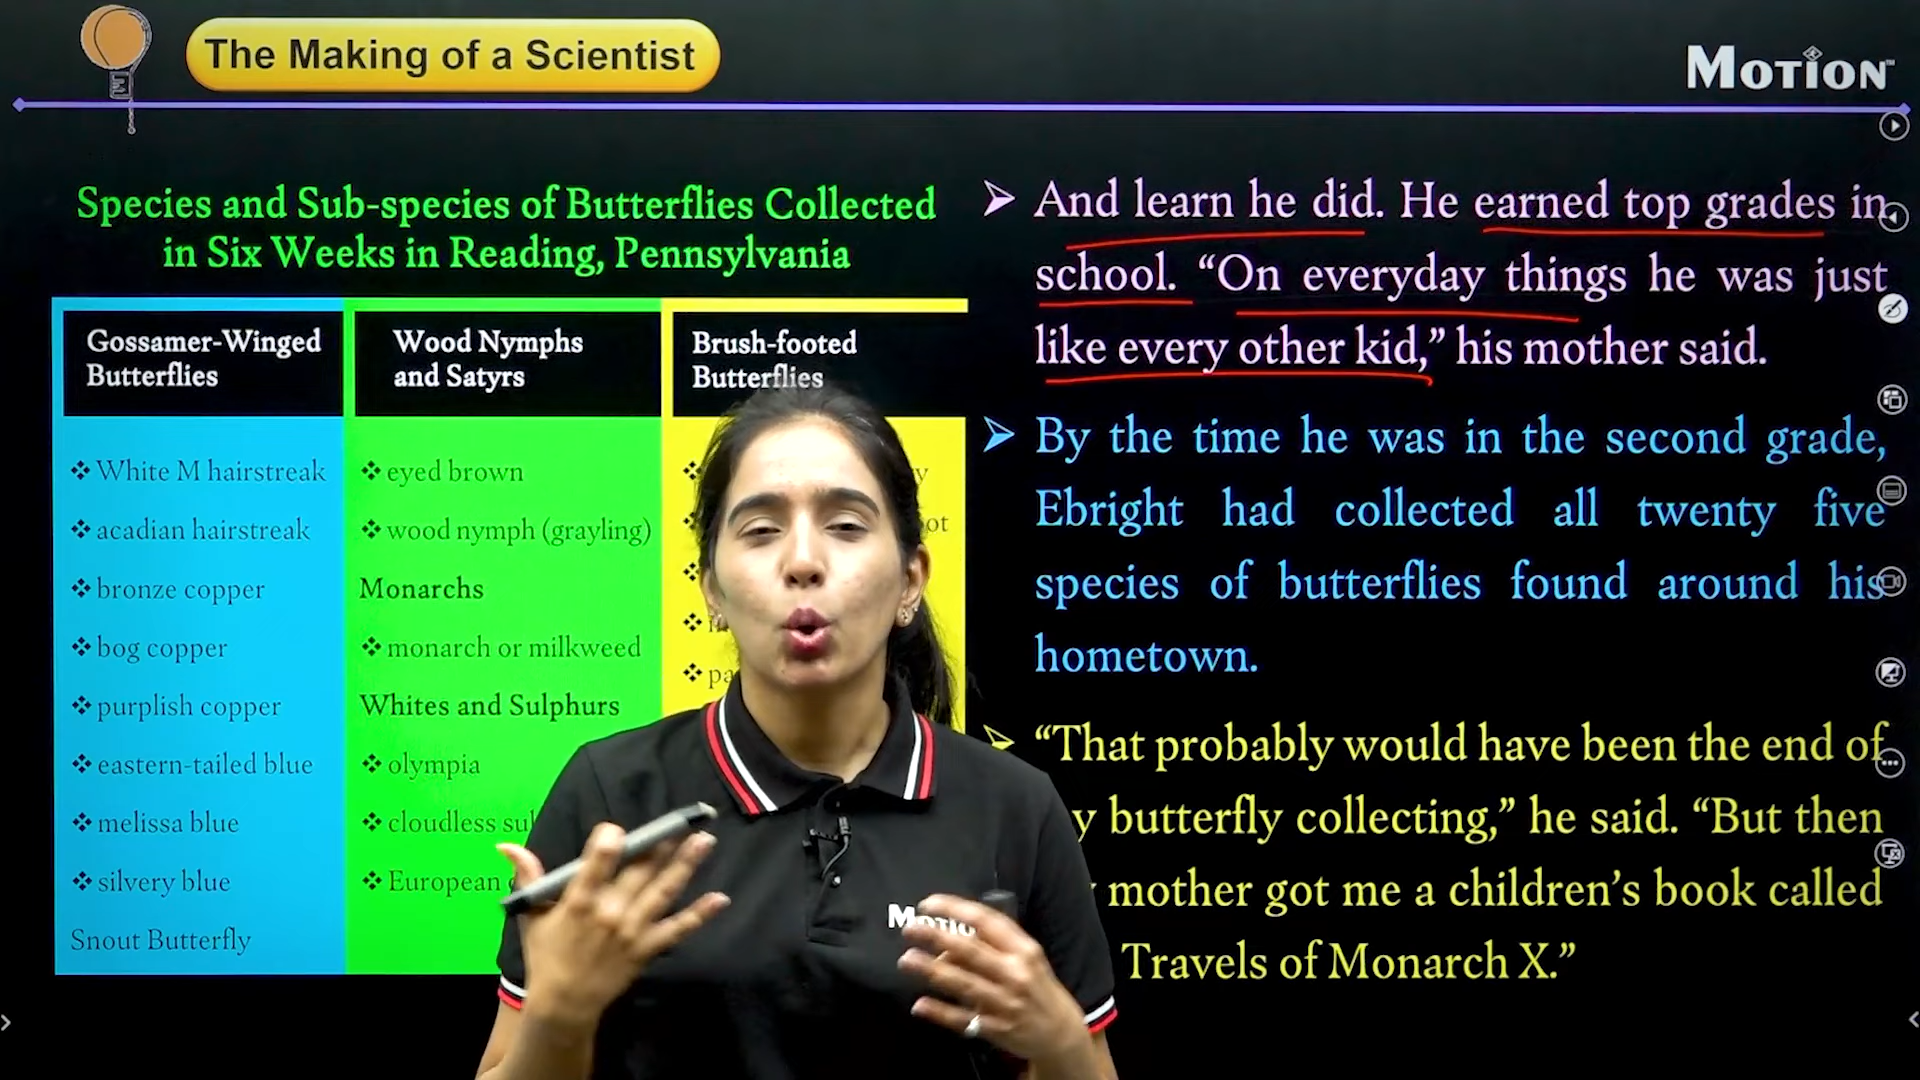 The Making of a Scientist
MOTION
Species and Sub-species of Butterflies Collected
in Six Weeks in Reading, Pennsylvania
Gossamer-Winged
Butterflies
White M hairstreak
acadian hairstreak
bronze copper
bog copper
purplish copper
eastern-tailed blue
melissa blue
silvery blue
Snout Butterfly
Wood Nymphs
and Satyrs
eyed brown
wood nymph (grayling)
Monarchs
monarch or milkweed
Whites and Sulphurs
olympia
cloudless
European
Brush-footed
Butterflies
And learn he did. He earned top grades in
school. “On everyday things he was just
like every other kid,” his mother said.
By the time he was in the second grade,
Ebright had collected all twenty five
species of butterflies found around his
hometown.
“That probably would have been the end of
butterfly collecting,” he said. “But then
mother got me a children’s book called
Travels of Monarch X.”